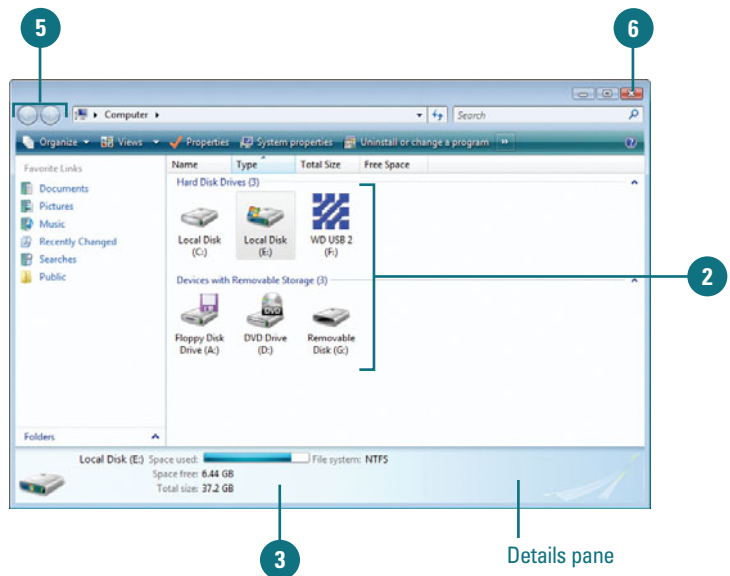 5
6
Computer
Search
Organize
Views
Properties
System properties
Uninstall or change a program
»
?
Favorite Links
Documents
Pictures
Music
Recently Changed
Searches
Public
Folders
Name Type Total Size Free Space
Hard Disk Drives (3)
Local Disk (C:)
Local Disk (E:)
WD USB 2 (F:)
2
Devices with Removable Storage (3)
Floppy Disk Drive (A:)
DVD
DVD Drive (D:)
Removable Disk (G:)
Local Disk (E:) Space used: File system: NTFS
Space free: 6.44 GB
Total size: 37.2 GB
3
Details pane